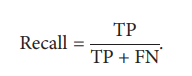 Recall = TP / TP + FN.